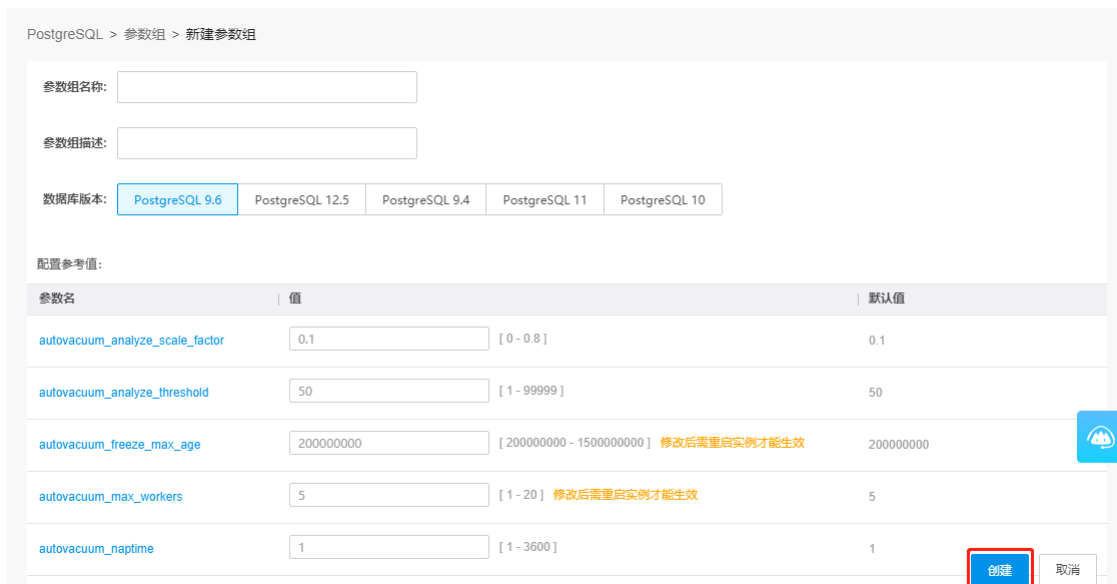 PostgreSQL > 参数组 > 新建参数组
参数组名称:
参数组描述:
数据库版本: PostgreSQL 9.6 PostgreSQL 12.5 PostgreSQL 9.4 PostgreSQL 11 PostgreSQL 10
配置参考值:
参数名 值 默认值
autovacuum_analyze_scale_factor 0.1 [ 0 - 0.8 ] 0.1
autovacuum_analyze_threshold 50 [ 1 - 99999 ] 50
autovacuum_freeze_max_age 200000000 [ 200000000 - 1500000000 ] 修改后需重启实例才能生效 200000000
autovacuum_max_workers 5 [ 1 - 20 ] 修改后需重启实例才能生效 5
autovacuum_naptime 1 [ 1 - 3600 ] 1
创建 取消